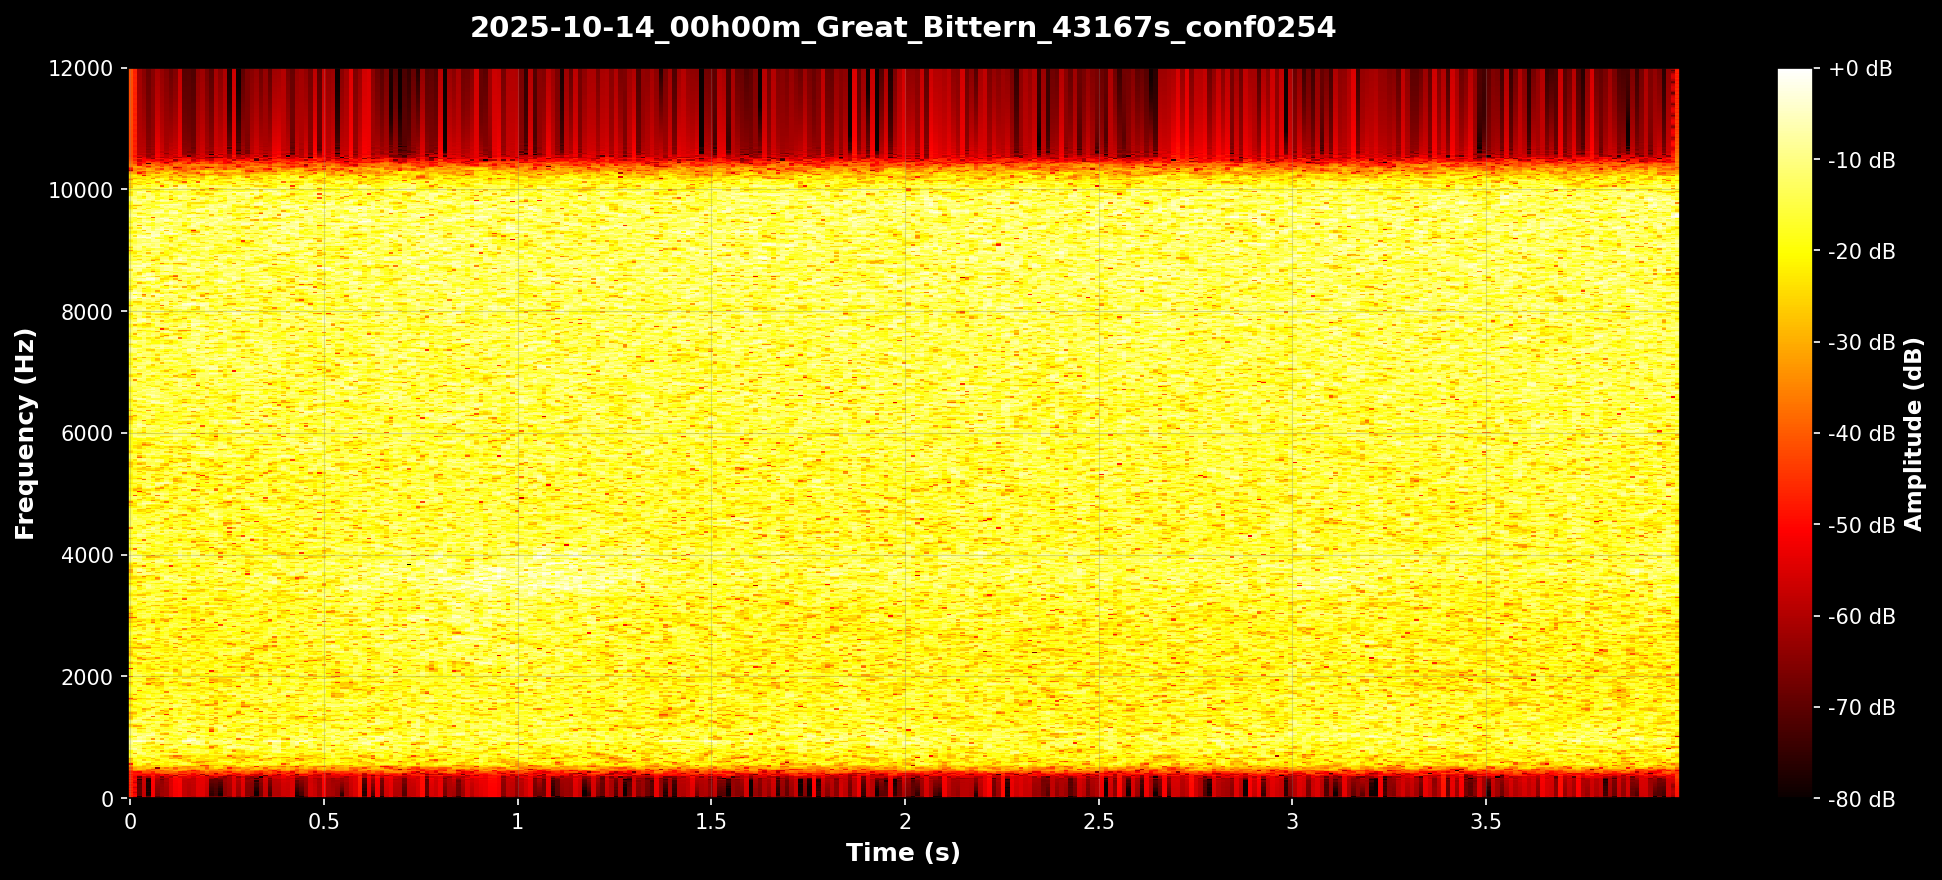 2025-10-14_00h00m_Great_Bittern_43167s_conf0254
12000
10000
8000
6000
4000
2000
0
Frequency (Hz)
0
0.5
1
1.5
2
2.5
3
3.5
Time (s)
+0 dB
-10 dB
-20 dB
-30 dB
-40 dB
-50 dB
-60 dB
-70 dB
-80 dB
Amplitude (dB)